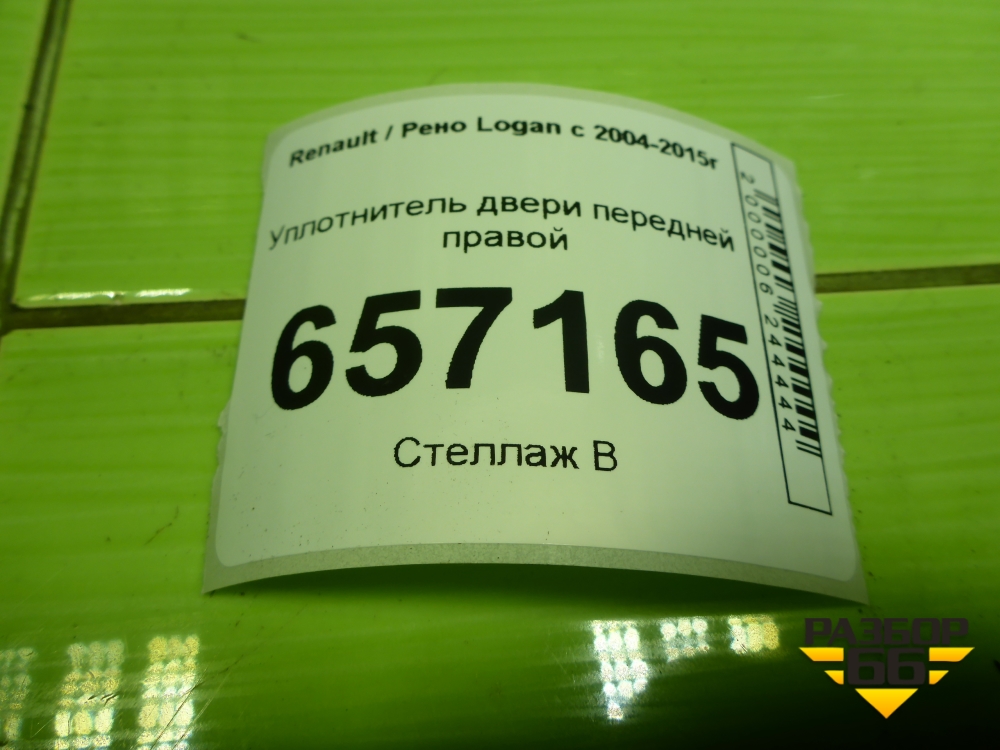 Renault / Рено Logan с 2004-2015г
Уплотнитель двери передней
правой
657165
Стеллаж В
2000006244444
РАЗБОР
66